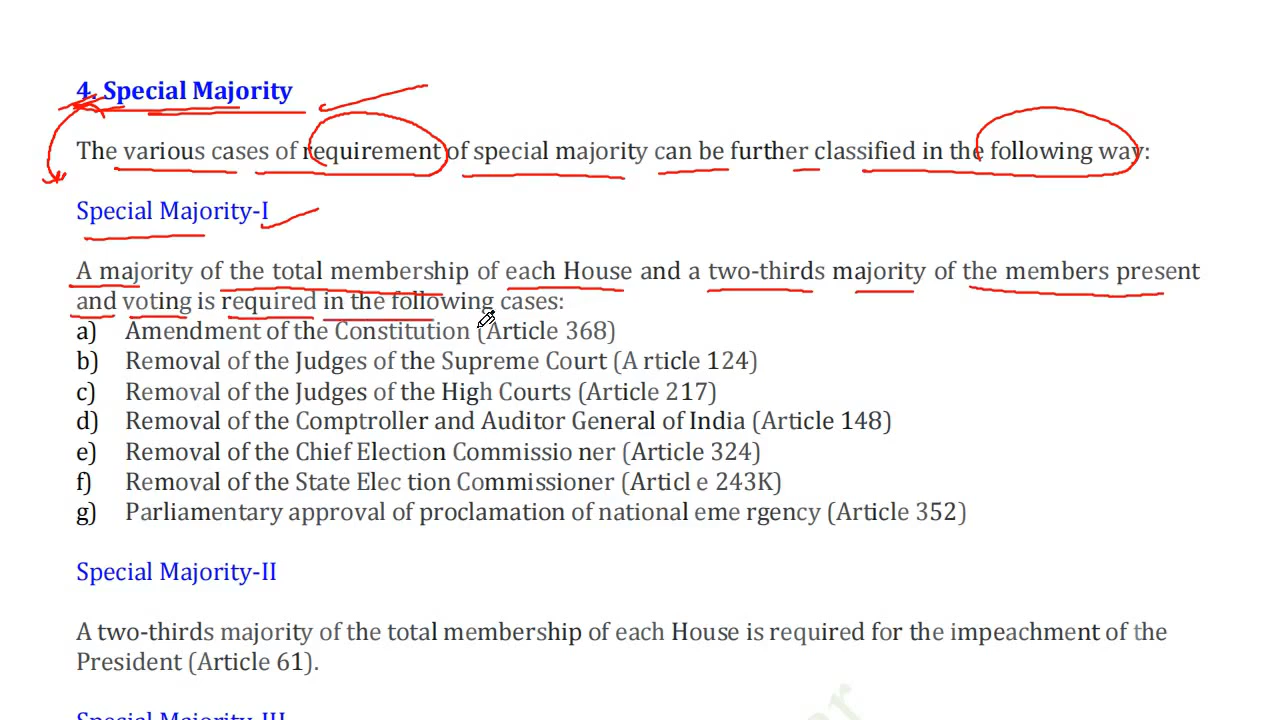 4. Special Majority
The various cases of requirement of special majority can be further classified in the following way:
Special Majority-I
A majority of the total membership of each House and a two-thirds majority of the members present
and voting is required in the following cases:
a) Amendment of the Constitution (Article 368)
b) Removal of the Judges of the Supreme Court (A rticle 124)
c) Removal of the Judges of the High Courts (Article 217)
d) Removal of the Comptroller and Auditor General of India (Article 148)
e) Removal of the Chief Election Commissio ner (Article 324)
f) Removal of the State Elec tion Commissioner (Articl e 243K)
g) Parliamentary approval of proclamation of national eme rgency (Article 352)
Special Majority-II
A two-thirds majority of the total membership of each House is required for the impeachment of the
President (Article 61).
Special Majority-III